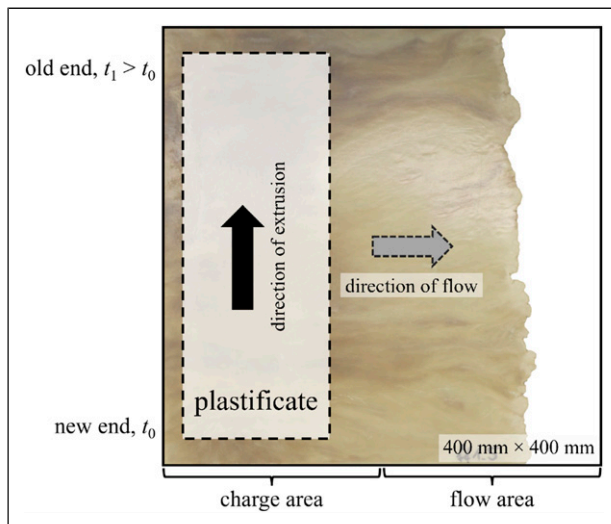 old end, t₁ > t₀
direction of extrusion
direction of flow
plastificate
new end, t₀
400 mm × 400 mm
charge area
flow area